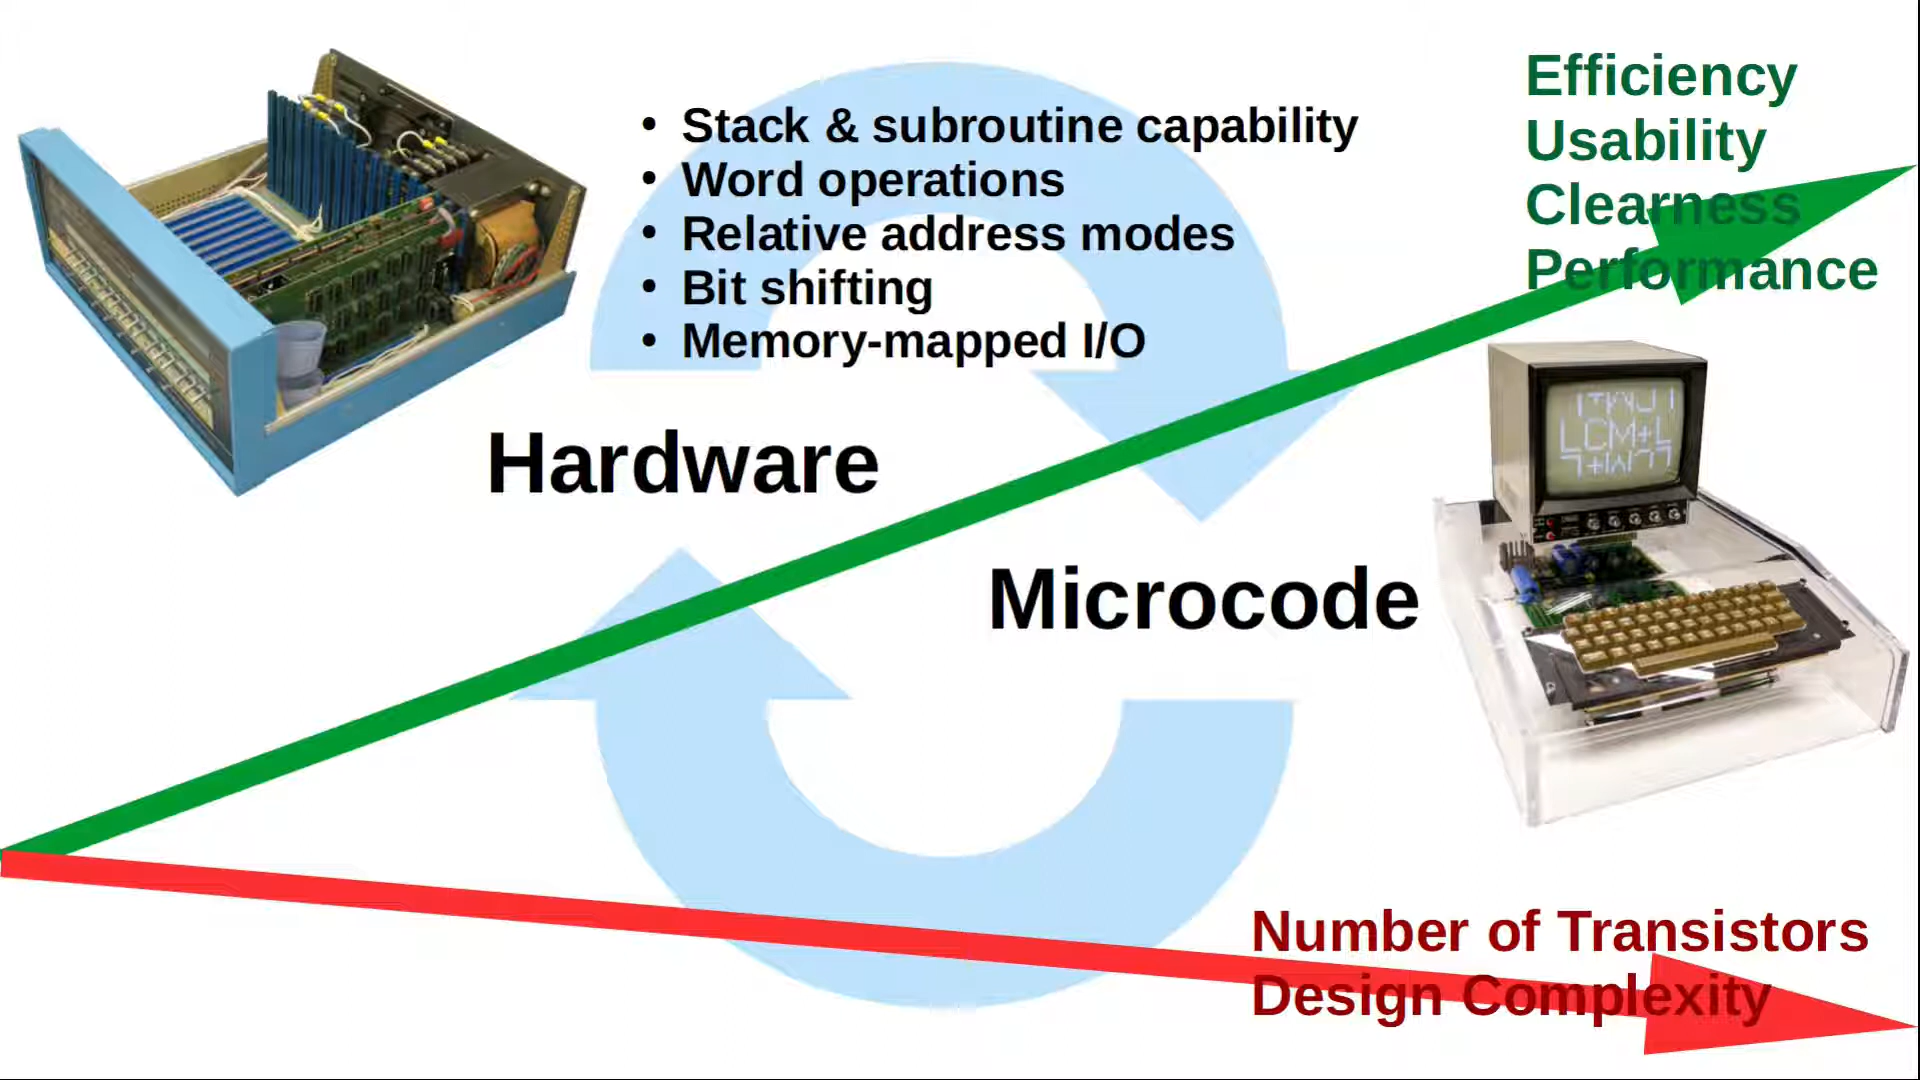 Efficiency
Usability
Clearness
Performance
• Stack & subroutine capability
• Word operations
• Relative address modes
• Bit shifting
• Memory-mapped I/O
Hardware
Microcode
LCM+L
Number of Transistors
Design Complexity